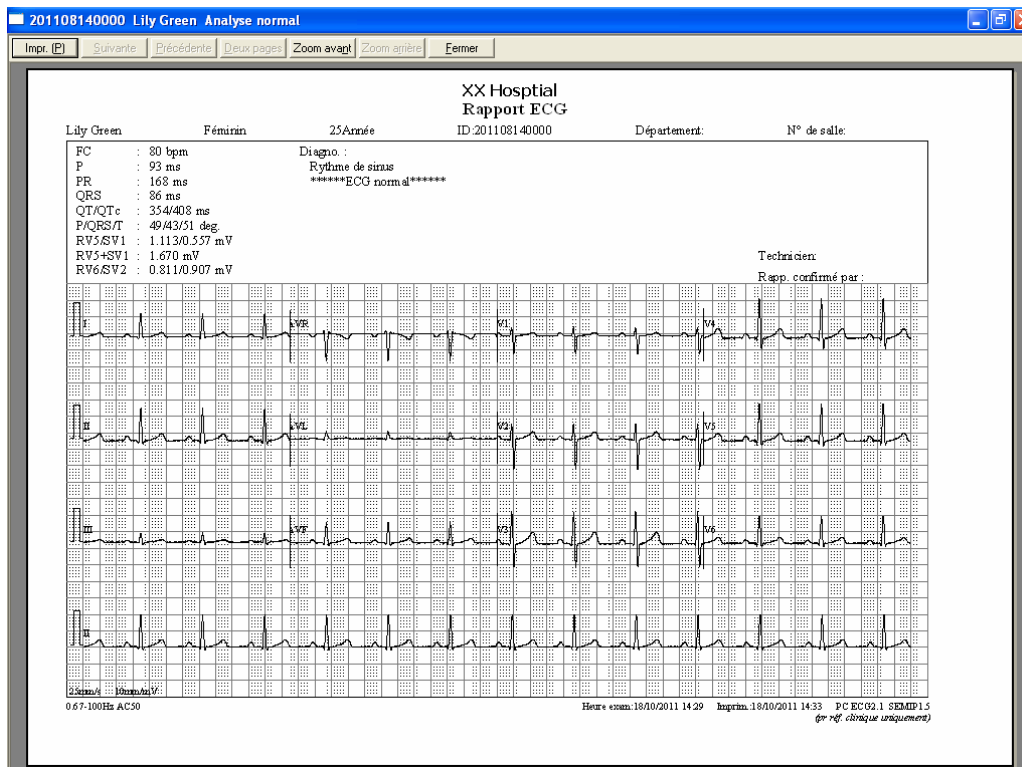 201108140000 Lily Green Analyse normal
Impr. (P) Suivante Précédente Deux pages Zoom avant Zoom arrière Fermer
XX Hosptial
Rapport ECG
Lily Green Féminin 25Année ID:201108140000 Département: N° de salle:
FC : 80 bpm
P : 93 ms
PR : 168 ms
QRS : 86 ms
QT/QTc : 354/408 ms
P/QRS/T : 49/43/51 deg.
RV5/SV1 : 1.113/0.557 mV
RV5+SV1 : 1.670 mV
RV6/SV2 : 0.811/0.907 mV
Diagno. :
Rythme de sinus
******ECG normal******
Technicien:
Rapp. confirmé par :
I aVR V1 V4
II aVL V2 V5
III aVF V3 V6
II
25mm/s 10mm/mV
0.67-100Hz AC50 Heure exam.:18/10/2011 14:29 Imprim.:18/10/2011 14:33 PC ECG2.1 SEMIP1.5
(pr réf. clinique uniquement)